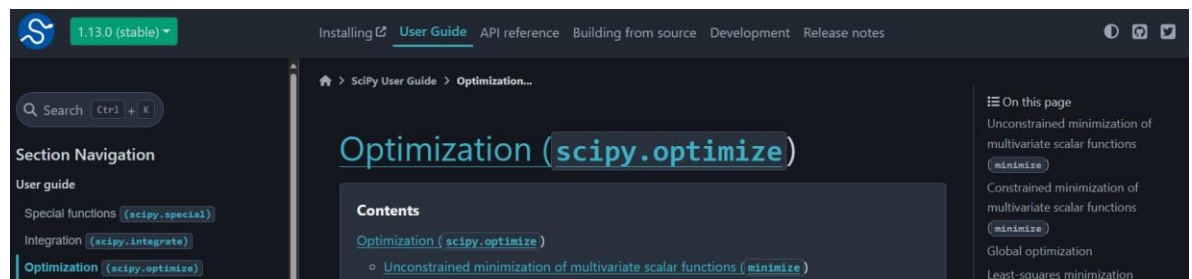 1.13.0 (stable)
Installing User Guide API reference Building from source Development Release notes
Search Ctrl + K
Section Navigation
User guide
Special functions (scipy.special)
Integration (scipy.integrate)
Optimization (scipy.optimize)
> SciPy User Guide > Optimization...
Optimization (scipy.optimize)
Contents
Optimization (scipy.optimize)
Unconstrained minimization of multivariate scalar functions (minimize)
On this page
Unconstrained minimization of
multivariate scalar functions
(minimize)
Constrained minimization of
multivariate scalar functions
(minimize)
Global optimization
Least-squares minimization